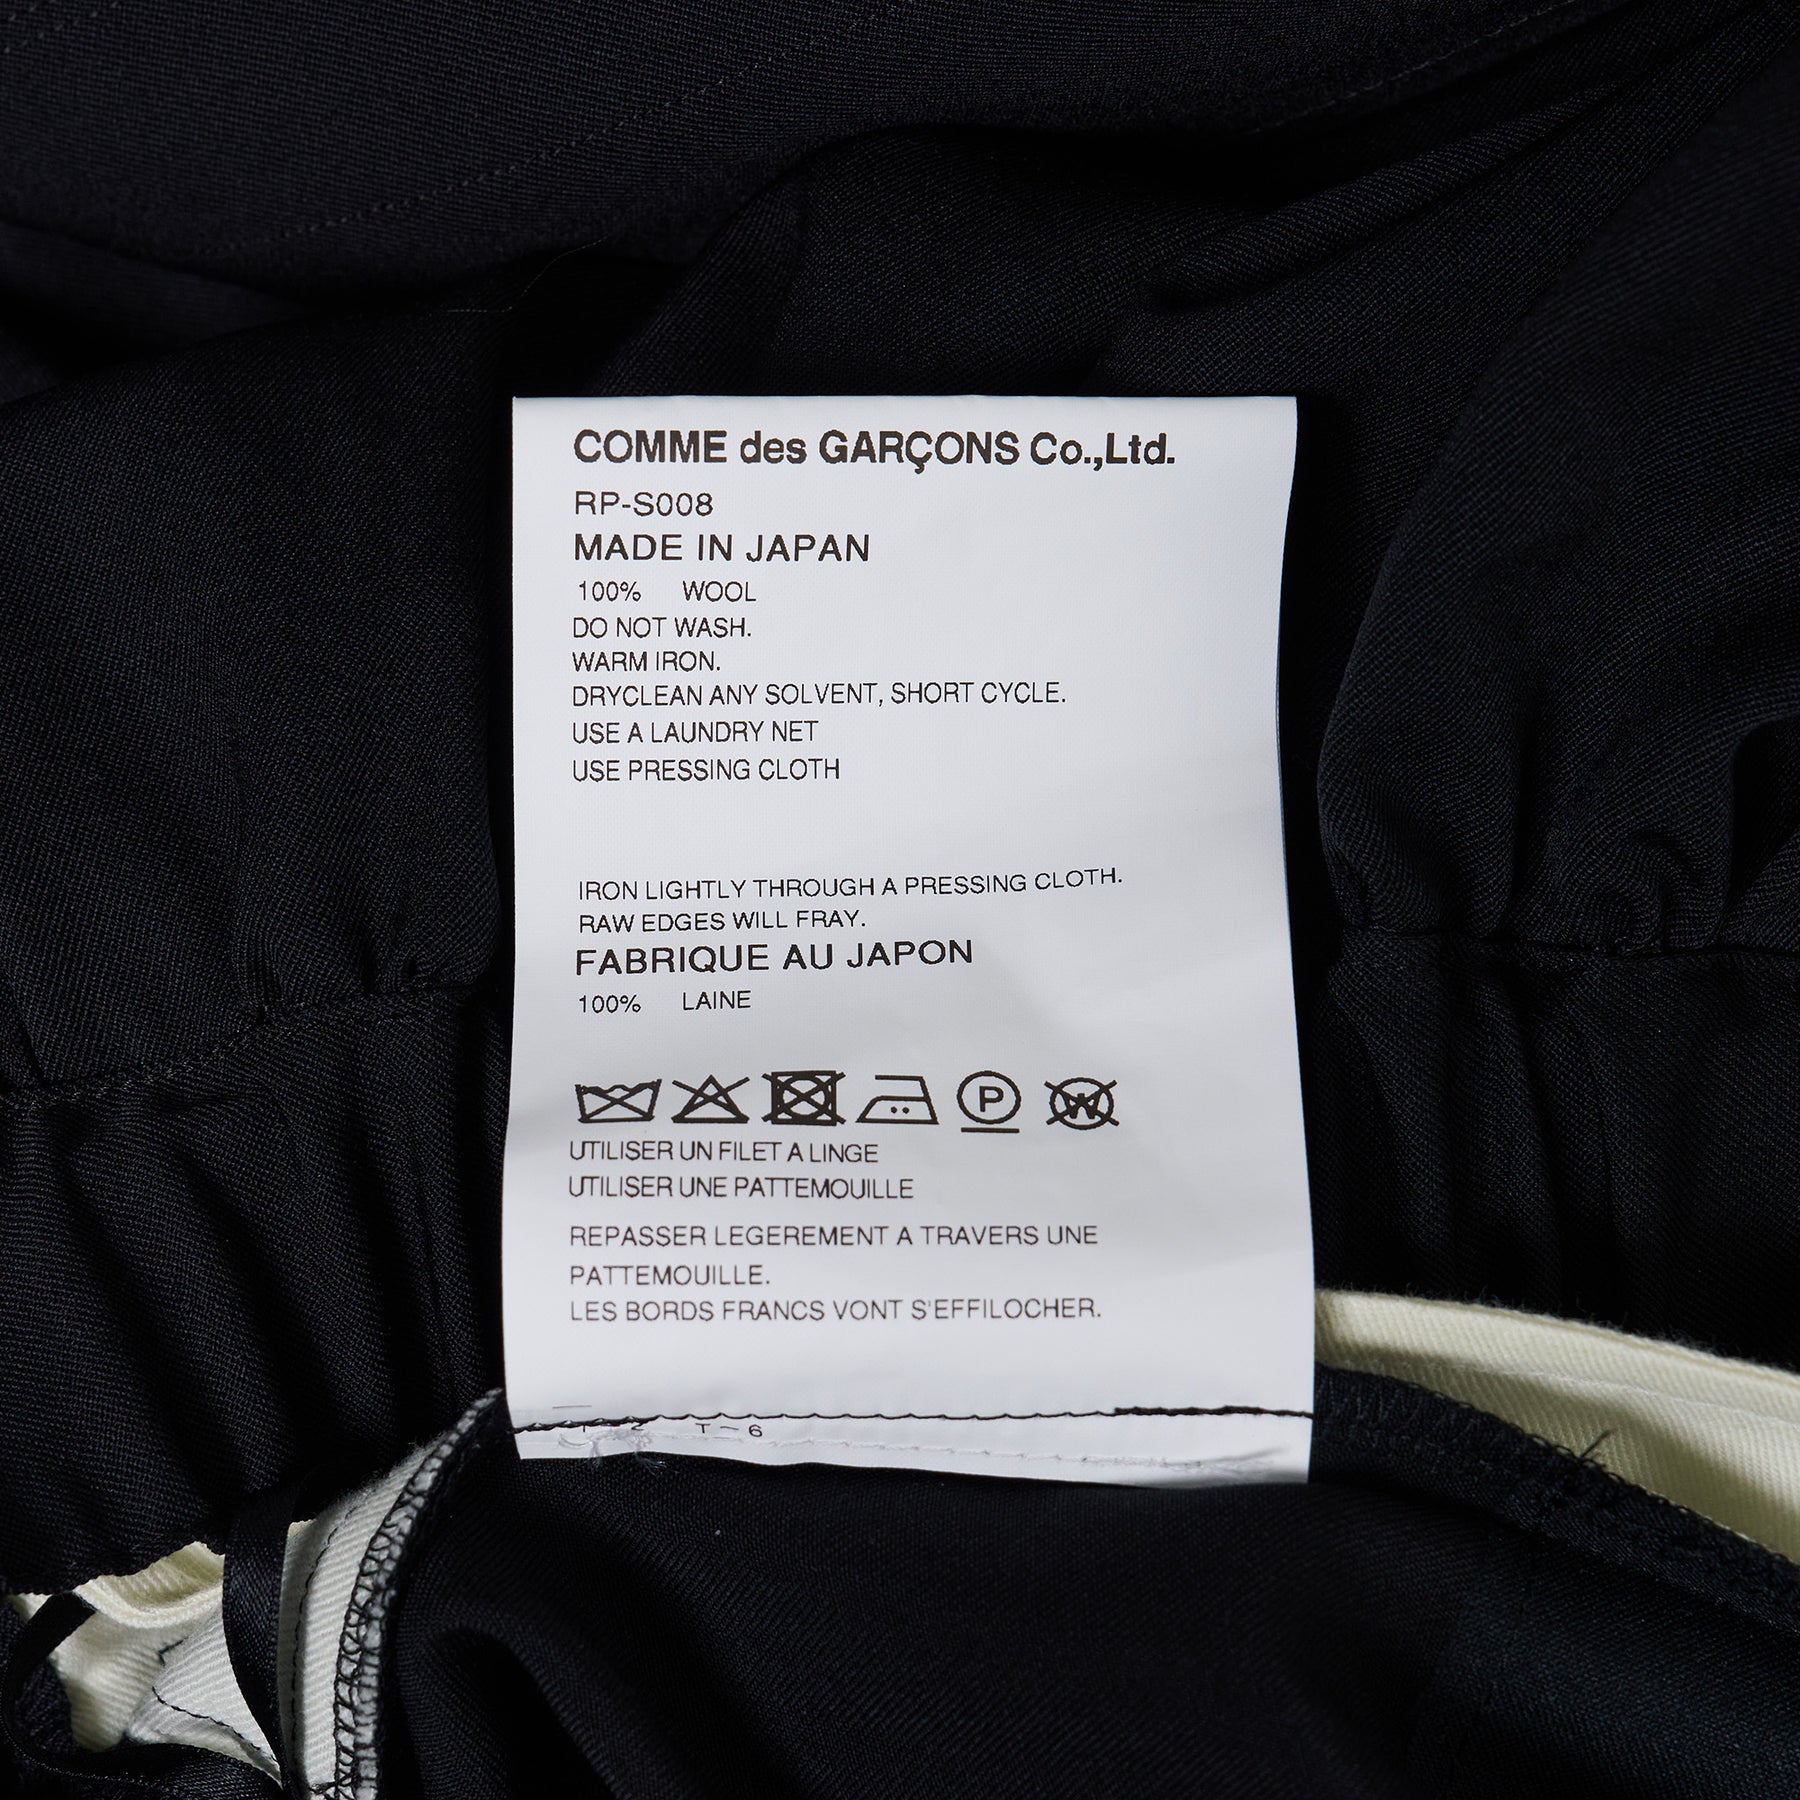 COMME des GARÇONS Co.,Ltd.
RP-S008
MADE IN JAPAN
100% WOOL
DO NOT WASH.
WARM IRON.
DRYCLEAN ANY SOLVENT, SHORT CYCLE.
USE A LAUNDRY NET
USE PRESSING CLOTH
IRON LIGHTLY THROUGH A PRESSING CLOTH.
RAW EDGES WILL FRAY.
FABRIQUE AU JAPON
100% LAINE
P W
UTILISER UN FILET A LINGE
UTILISER UNE PATTEMOUILLE
REPASSER LEGEREMENT A TRAVERS UNE
PATTEMOUILLE.
LES BORDS FRANCS VONT S'EFFILOCHER.
T-6